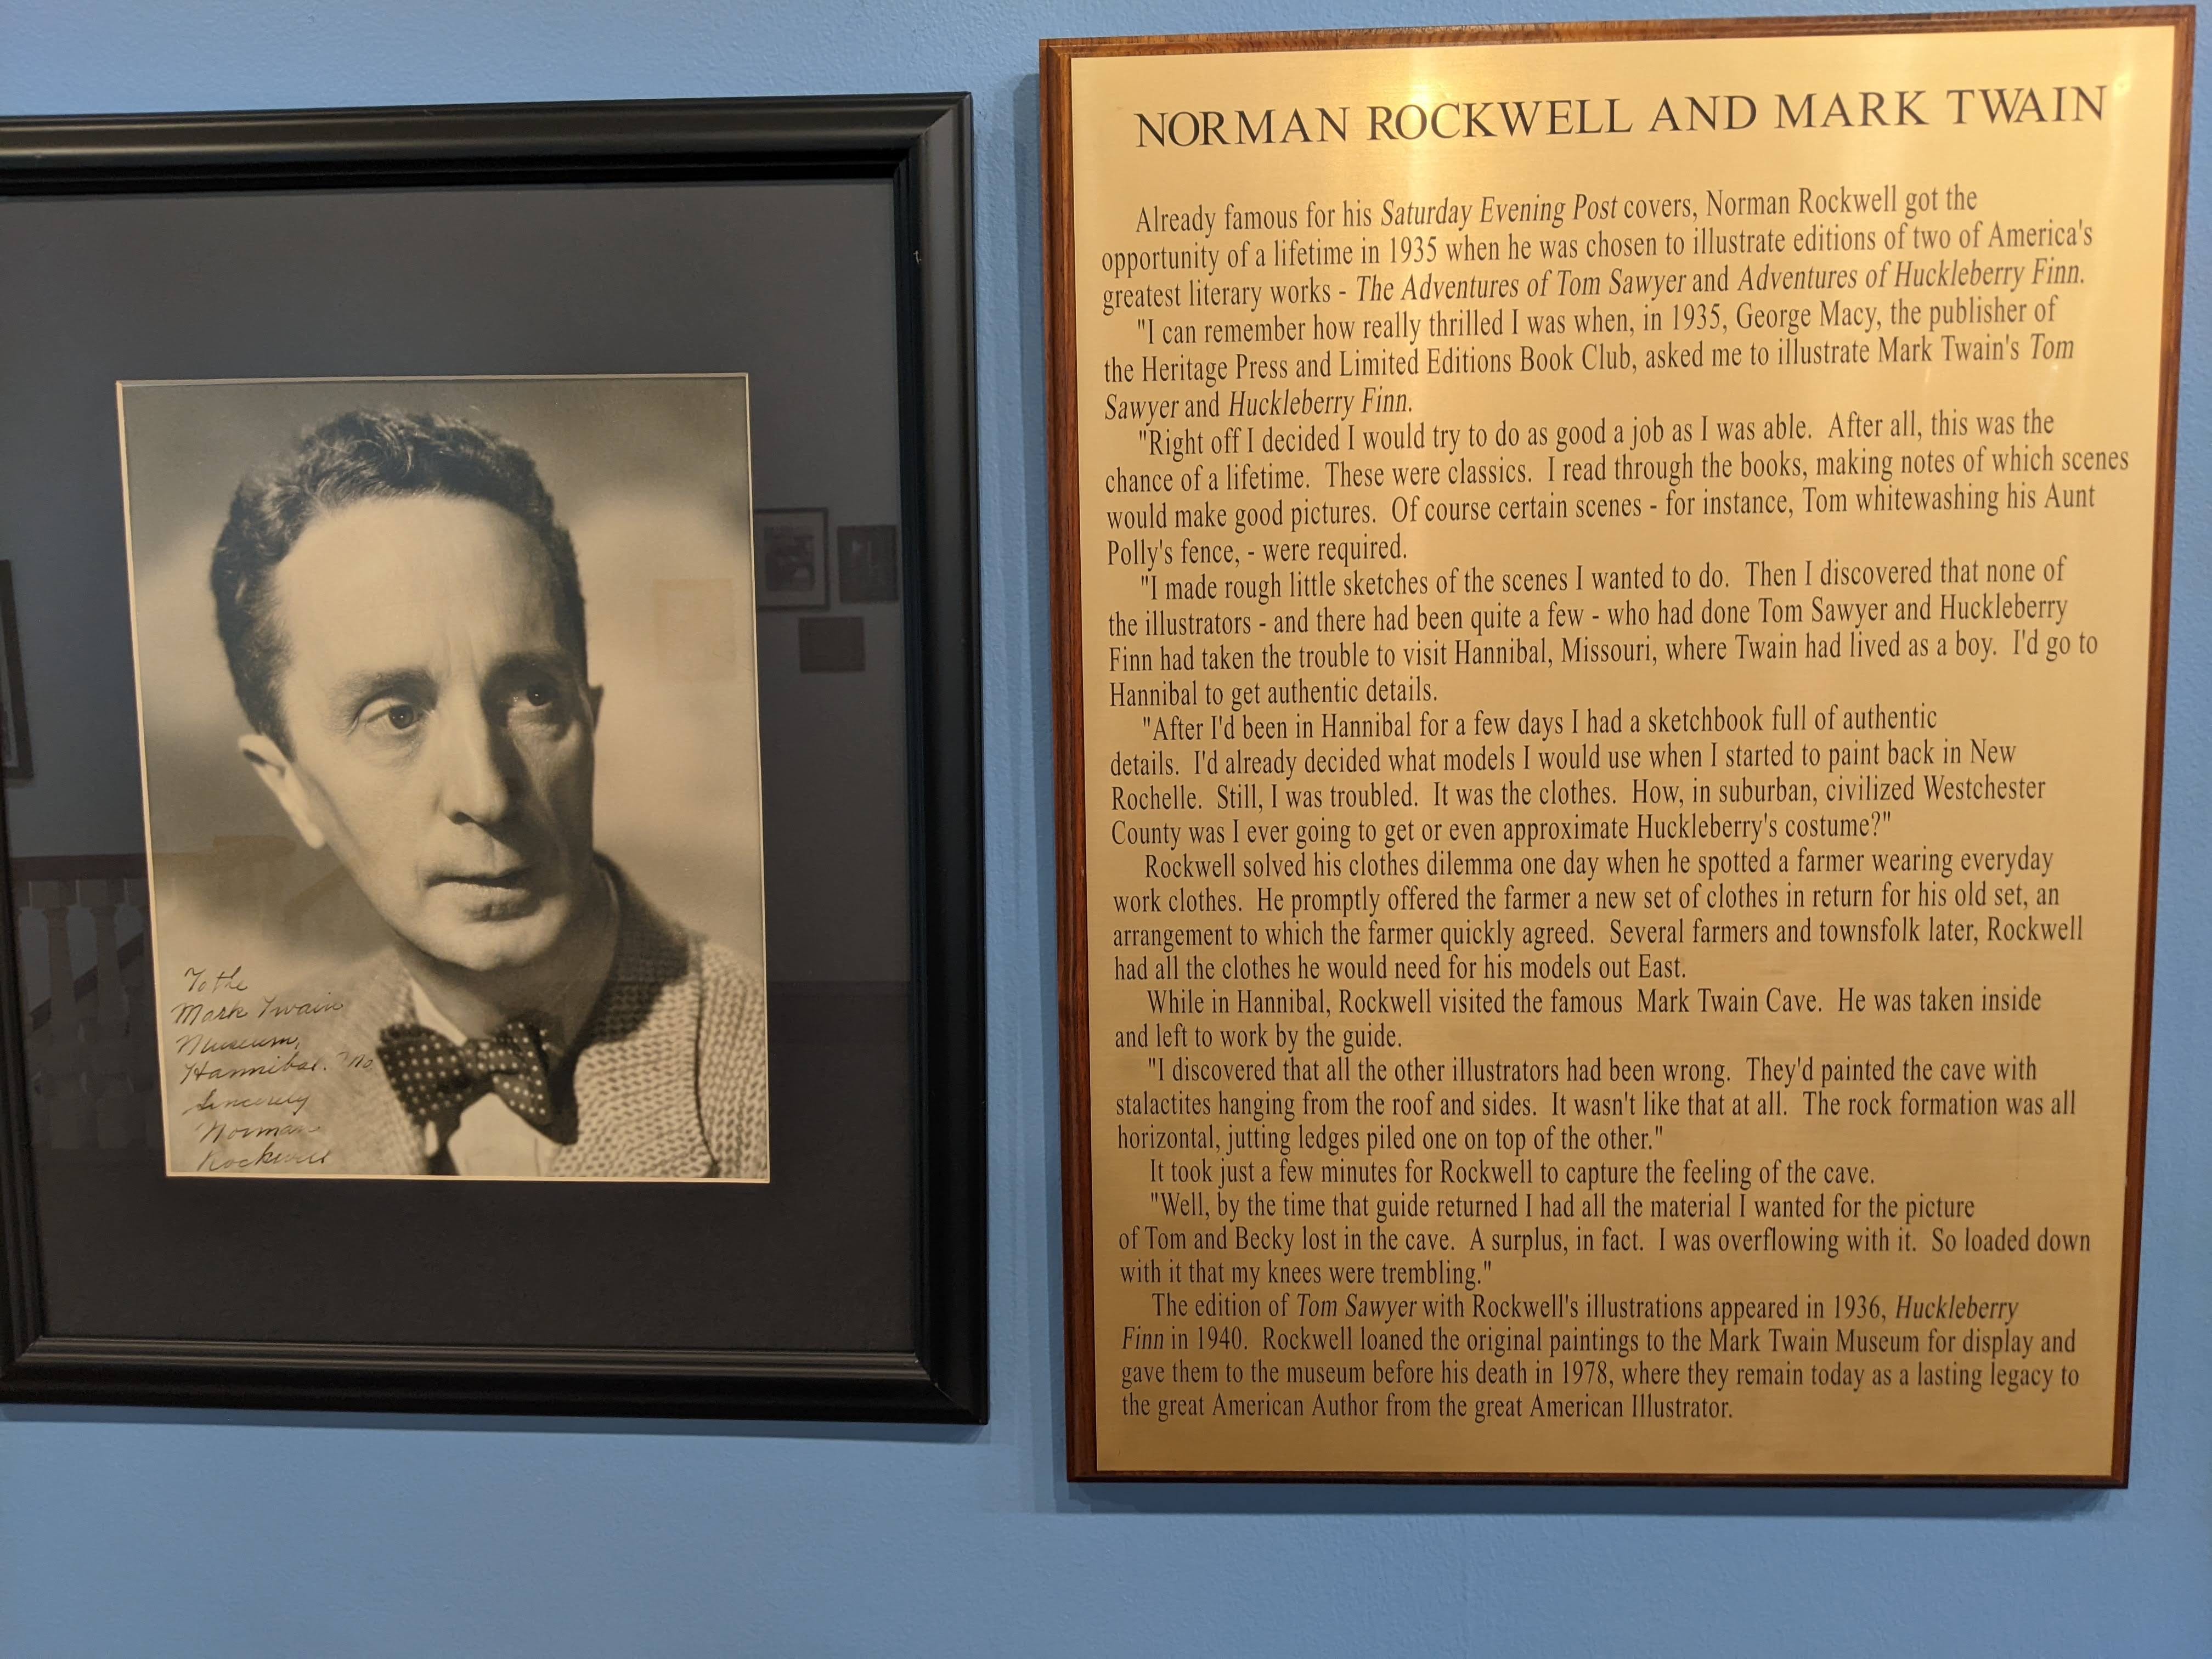 To the
Mark Twain
Museum,
Hannibal. Mo
Sincerely
Norman
Rockwell
NORMAN ROCKWELL AND MARK TWAIN
Already famous for his Saturday Evening Post covers, Norman Rockwell got the
opportunity of a lifetime in 1935 when he was chosen to illustrate editions of two of America's
greatest literary works - The Adventures of Tom Sawyer and Adventures of Huckleberry Finn.
"I can remember how really thrilled I was when, in 1935, George Macy, the publisher of
the Heritage Press and Limited Editions Book Club, asked me to illustrate Mark Twain's Tom
Sawyer and Huckleberry Finn.
"Right off I decided I would try to do as good a job as I was able.  After all, this was the
chance of a lifetime.  These were classics.  I read through the books, making notes of which scenes
would make good pictures.  Of course certain scenes - for instance, Tom whitewashing his Aunt
Polly's fence, - were required.
"I made rough little sketches of the scenes I wanted to do.  Then I discovered that none of
the illustrators - and there had been quite a few - who had done Tom Sawyer and Huckleberry
Finn had taken the trouble to visit Hannibal, Missouri, where Twain had lived as a boy.  I'd go to
Hannibal to get authentic details.
"After I'd been in Hannibal for a few days I had a sketchbook full of authentic
details.  I'd already decided what models I would use when I started to paint back in New
Rochelle.  Still, I was troubled.  It was the clothes.  How, in suburban, civilized Westchester
County was I ever going to get or even approximate Huckleberry's costume?"
Rockwell solved his clothes dilemma one day when he spotted a farmer wearing everyday
work clothes.  He promptly offered the farmer a new set of clothes in return for his old set, an
arrangement to which the farmer quickly agreed.  Several farmers and townsfolk later, Rockwell
had all the clothes he would need for his models out East.
While in Hannibal, Rockwell visited the famous  Mark Twain Cave.  He was taken inside
and left to work by the guide.
"I discovered that all the other illustrators had been wrong.  They'd painted the cave with
stalactites hanging from the roof and sides.  It wasn't like that at all.  The rock formation was all
horizontal, jutting ledges piled one on top of the other."
It took just a few minutes for Rockwell to capture the feeling of the cave.
"Well, by the time that guide returned I had all the material I wanted for the picture
of Tom and Becky lost in the cave.  A surplus, in fact.  I was overflowing with it.  So loaded down
with it that my knees were trembling."
The edition of Tom Sawyer with Rockwell's illustrations appeared in 1936, Huckleberry
Finn in 1940.  Rockwell loaned the original paintings to the Mark Twain Museum for display and
gave them to the museum before his death in 1978, where they remain today as a lasting legacy to
the great American Author from the great American Illustrator.